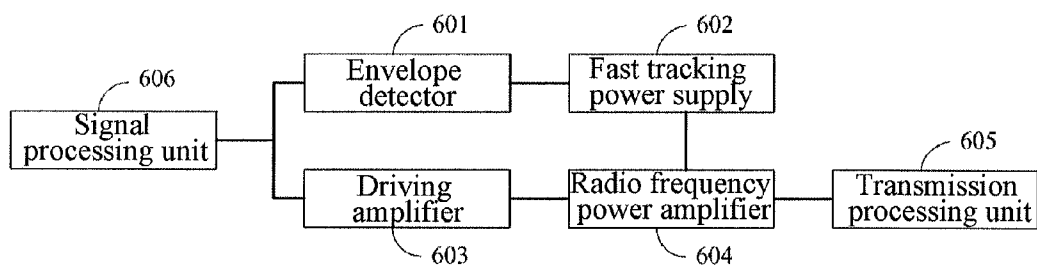 601
602
Envelope
detector
Fast tracking
power supply
606
Signal
processing unit
605
Driving
amplifier
Radio frequency
power amplifier
Transmission
processing unit
603
604